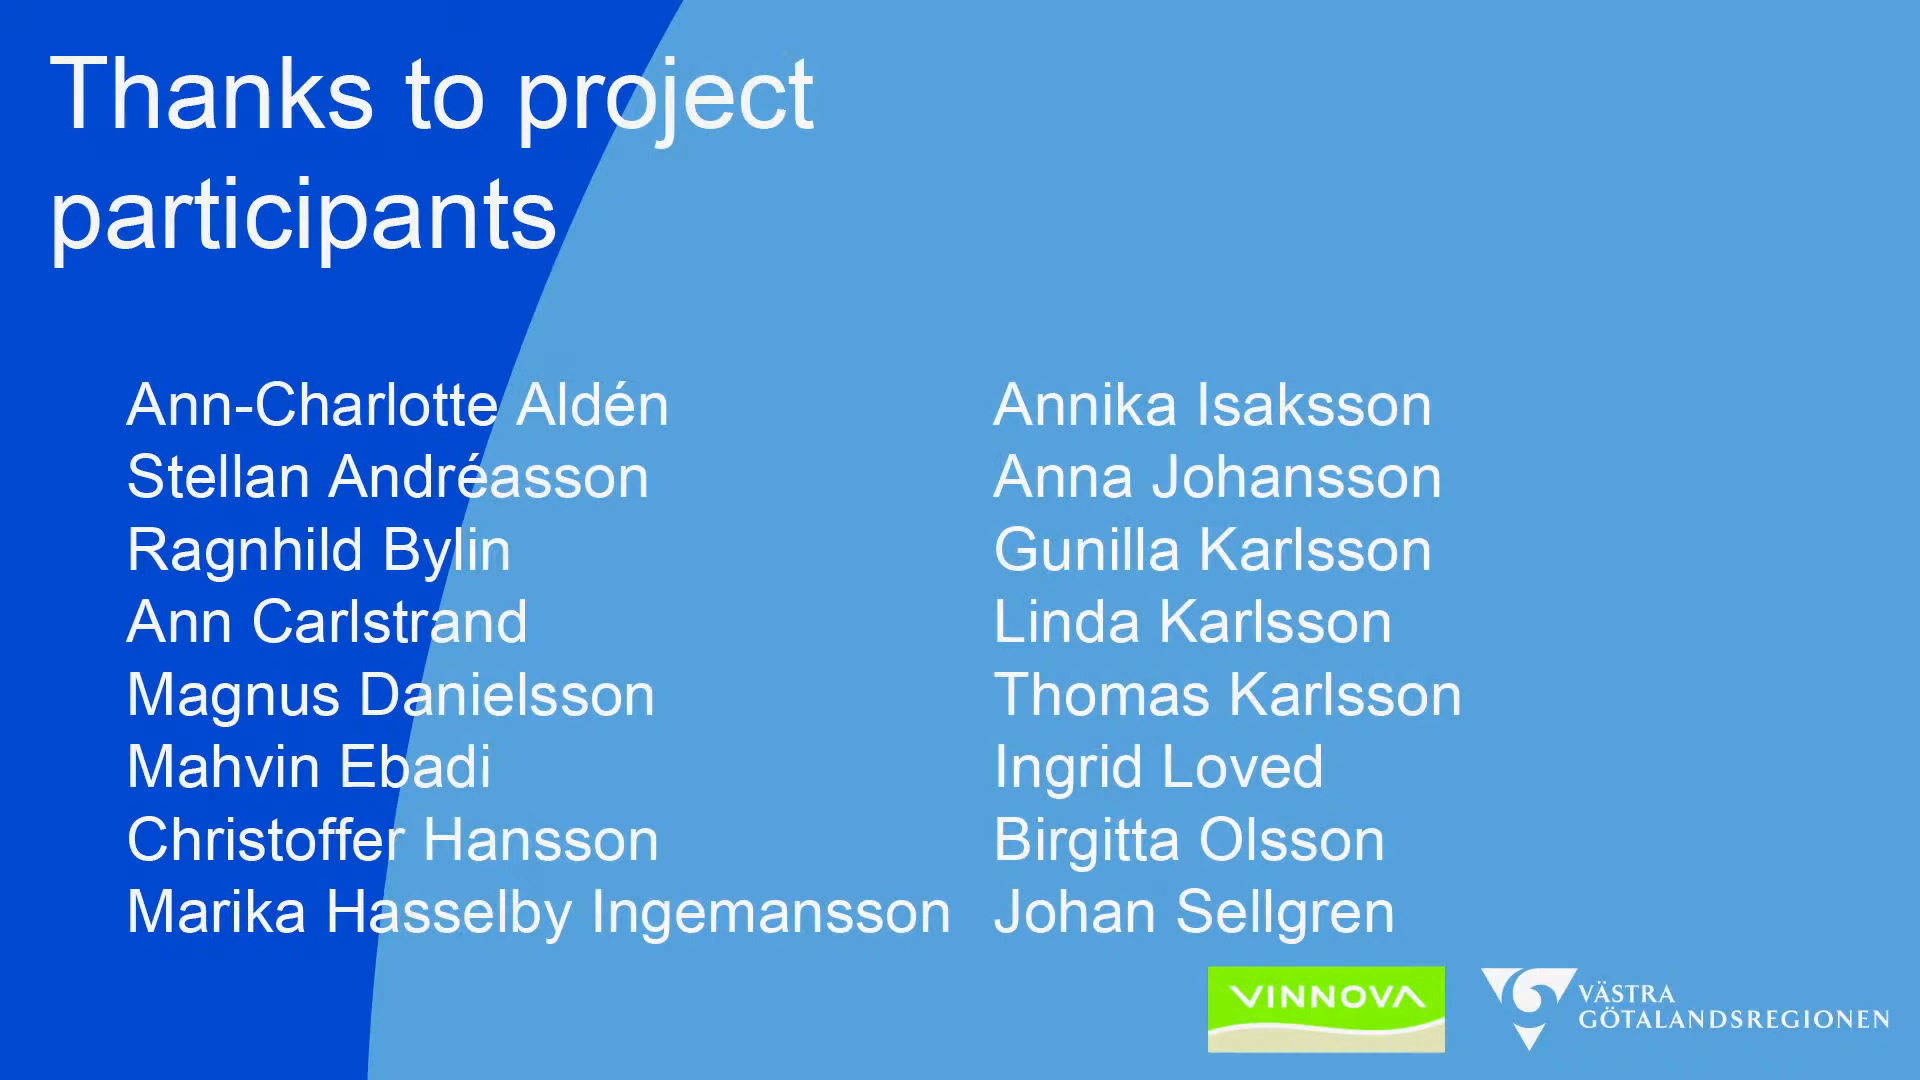 Thanks to project
participants
Ann-Charlotte Aldén
Stellan Andréasson
Ragnhild Bylin
Ann Carlstrand
Magnus Danielsson
Mahvin Ebadi
Christoffer Hansson
Marika Hasselby Ingemansson
Annika Isaksson
Anna Johansson
Gunilla Karlsson
Linda Karlsson
Thomas Karlsson
Ingrid Loved
Birgitta Olsson
Johan Sellgren
VINNOVA
VÄSTRA
GÖTALANDSREGIONEN